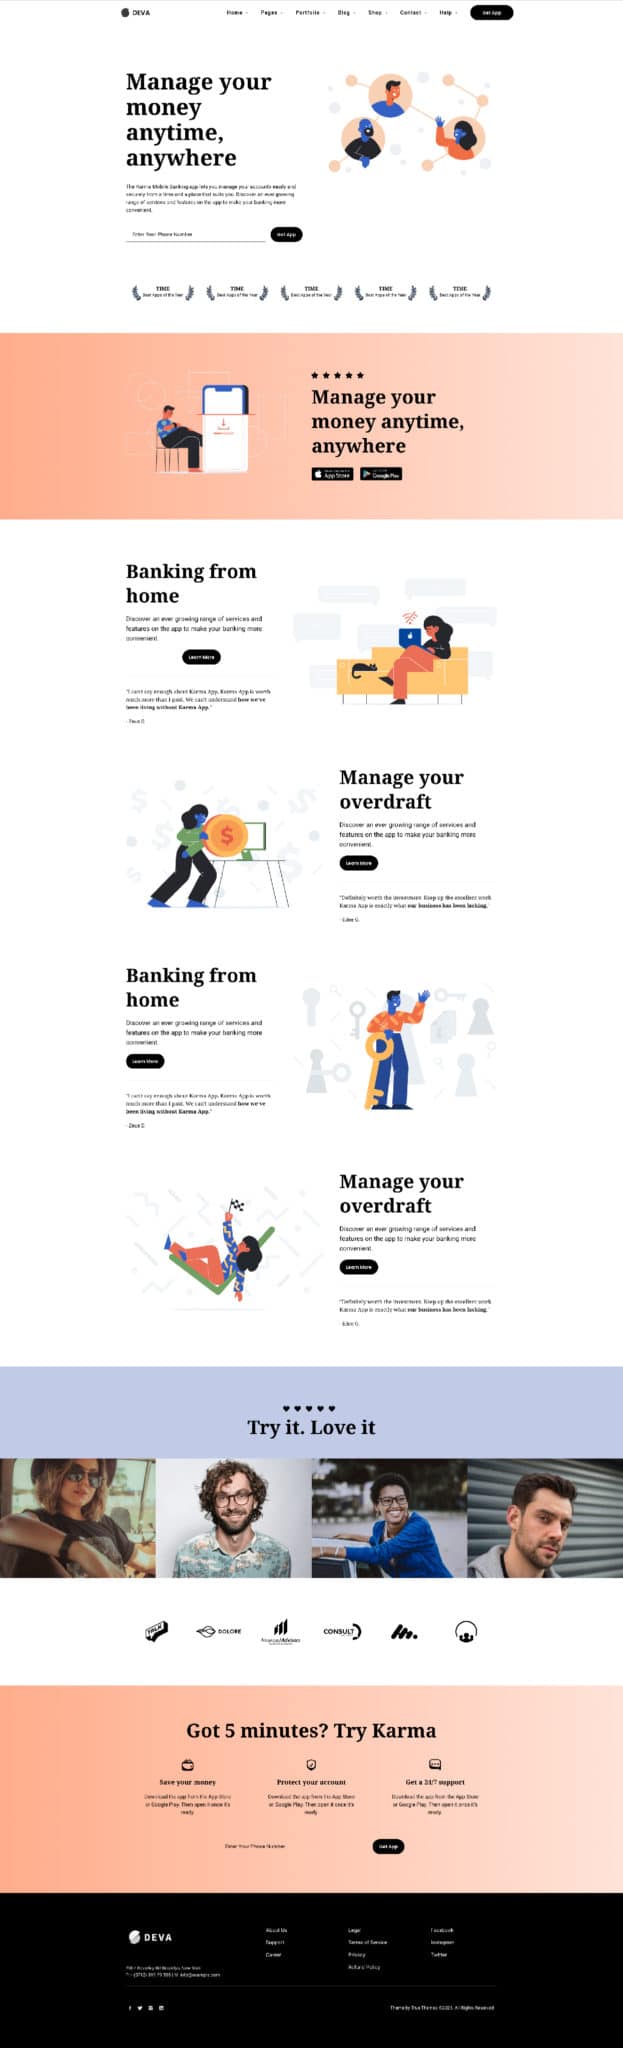 DEVA
Home Pages Portfolio Blog Shop Contact Help Get App
Manage your
money
anytime,
anywhere
The Karma Mobile Banking app lets you manage your accounts easily and
securely from a time and a place that suits you. Discover an ever growing
range of services and features on the app to make your banking more
convenient.
Enter Your Phone Number Get App
TIME TIME TIME TIME TIME
Best Apps of the Year Best Apps of the Year Best Apps of the Year Best Apps of the Year Best Apps of the Year
Manage your
money anytime,
anywhere
App Store Google Play
Banking from
home
Discover an ever growing range of services and
features on the app to make your banking more
convenient.
Learn More
"I can't say enough about Karma App. Karma App is worth
much more than I paid. We can't understand how we've
been living without Karma App."
Manage your
overdraft
Discover an ever growing range of services and
features on the app to make your banking more
convenient.
Learn More
"Definitely worth the investment. Keep up the excellent work.
Karma App is exactly what our business has been lacking."
Banking from
home
Discover an ever growing range of services and
features on the app to make your banking more
convenient.
Learn More
"I can't say enough about Karma App. Karma App is worth
much more than I paid. We can't understand how we've
been living without Karma App."
Manage your
overdraft
Discover an ever growing range of services and
features on the app to make your banking more
convenient.
Learn More
"Definitely worth the investment. Keep up the excellent work.
Karma App is exactly what our business has been lacking."
Try it. Love it
TALK DOLORE CONSULT
Got 5 minutes? Try Karma
Save your money Protect your account Get a 24/7 support
Download the app from the App Store Download the app from the App Store Download the app from the App Store
or Google Play. Then open it once it's or Google Play. Then open it once it's or Google Play. Then open it once it's
ready. ready. ready.
Enter Your Phone Number Get App
DEVA
About Us Legal Facebook
Support Terms of Service Instagram
Career Privacy Twitter
Refund Policy
Theme by True Themes ©2023. All Rights Reserved